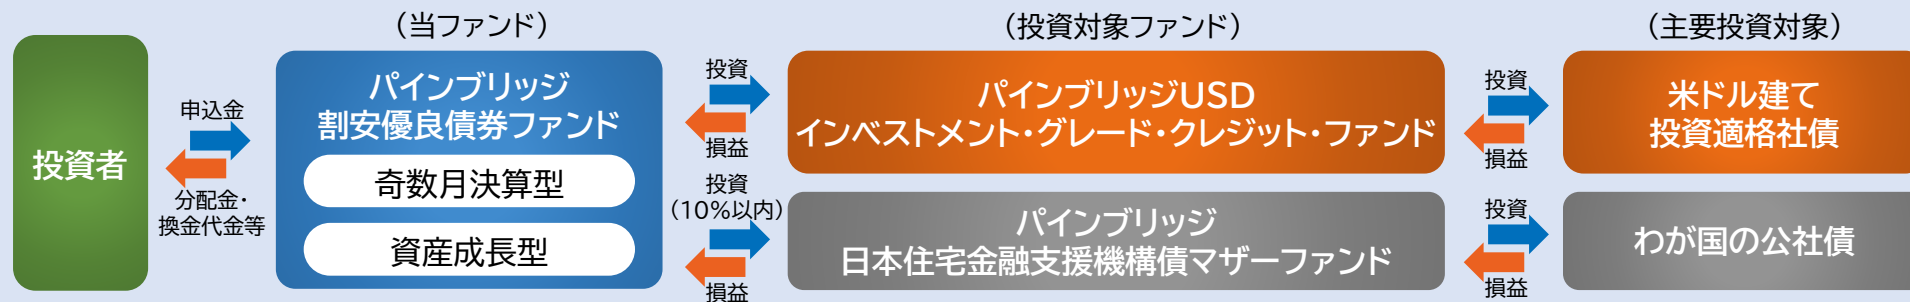 （当ファンド）
（投資対象ファンド）
（主要投資対象）
投資者
申込金
分配金・
換金代金等
パインブリッジ
割安優良債券ファンド
奇数月決算型
資産成長型
投資
損益
パインブリッジUSD
インベストメント・グレード・クレジット・ファンド
投資
損益
米ドル建て
投資適格社債
投資
（10%以内）
損益
パインブリッジ
日本住宅金融支援機構債マザーファンド
投資
損益
わが国の公社債